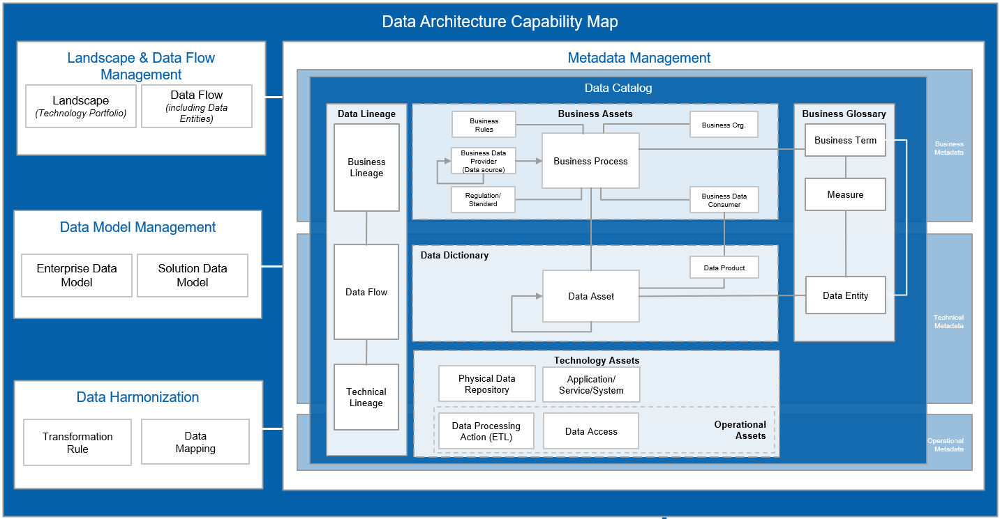 Data Architecture Capability Map
Landscape & Data Flow
Management
Landscape
(Technology Portfolio)
Data Flow
(including Data
Entities)
Data Model Management
Enterprise Data
Model
Solution Data
Model
Data Harmonization
Transformation
Rule
Data
Mapping
Metadata Management
Data Catalog
Data Lineage
Business
Lineage
Data Flow
Technical
Lineage
Business Assets
Business
Rules
Business Org.
Business Data
Provider
(Data source)
Business Process
Regulation/
Standard
Business Data
Consumer
Data Dictionary
Data Product
Data Asset
Technology Assets
Physical Data
Repository
Application/
Service/System
Data Processing
Action (ETL)
Data Access
Operational
Assets
Business Glossary
Business Term
Measure
Data Entity
Business
Metadata
Technical
Metadata
Operational
Metadata